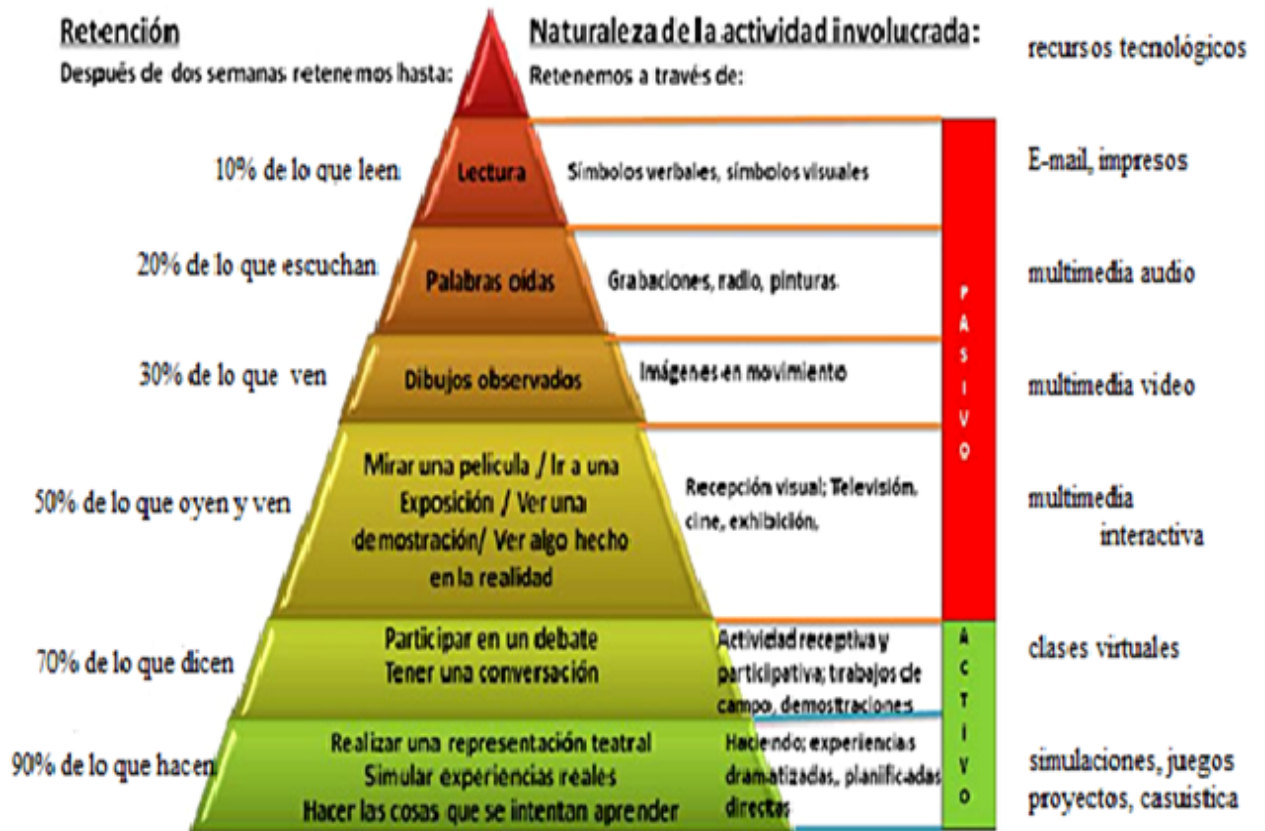 Retención
Naturaleza de la actividad involucrada:
recursos tecnológicos
Después de dos semanas retenemos hasta:
Retenemos a través de:
10% de lo que leen
Lectura
Símbolos verbales, símbolos visuales
E-mail, impresos
20% de lo que escuchan
Palabras oídas
Grabaciones, radio, pinturas
multimedia audio
30% de lo que ven
Dibujos observados
Imágenes en movimiento
multimedia video
50% de lo que oyen y ven
Mirar una película / Ir a una
Exposición / Ver una
demostración/ Ver algo hecho
en la realidad
Recepción visual; Televisión,
cine, exhibición,
multimedia
interactiva
PASIVO
70% de lo que dicen
Participar en un debate
Tener una conversación
Actividad receptiva y
participativa; trabajos de
campo, demostraciones
clases virtuales
90% de lo que hacen
Realizar una representación teatral
Simular experiencias reales
Hacer las cosas que se intentan aprender
Haciendo; experiencias
dramatizadas, planificadas
directas
ACTIVO
simulaciones, juegos
proyectos, casuistica